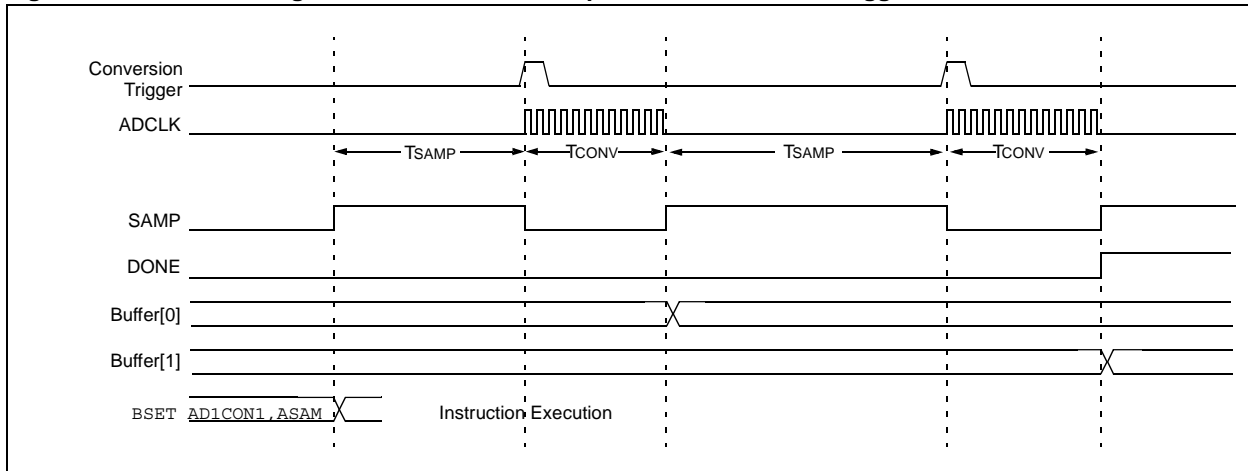 Conversion
Trigger
ADCLK
TSAMP TCONV TSAMP TCONV
SAMP
DONE
Buffer[0]
Buffer[1]
BSET AD1CON1,ASAM Instruction Execution